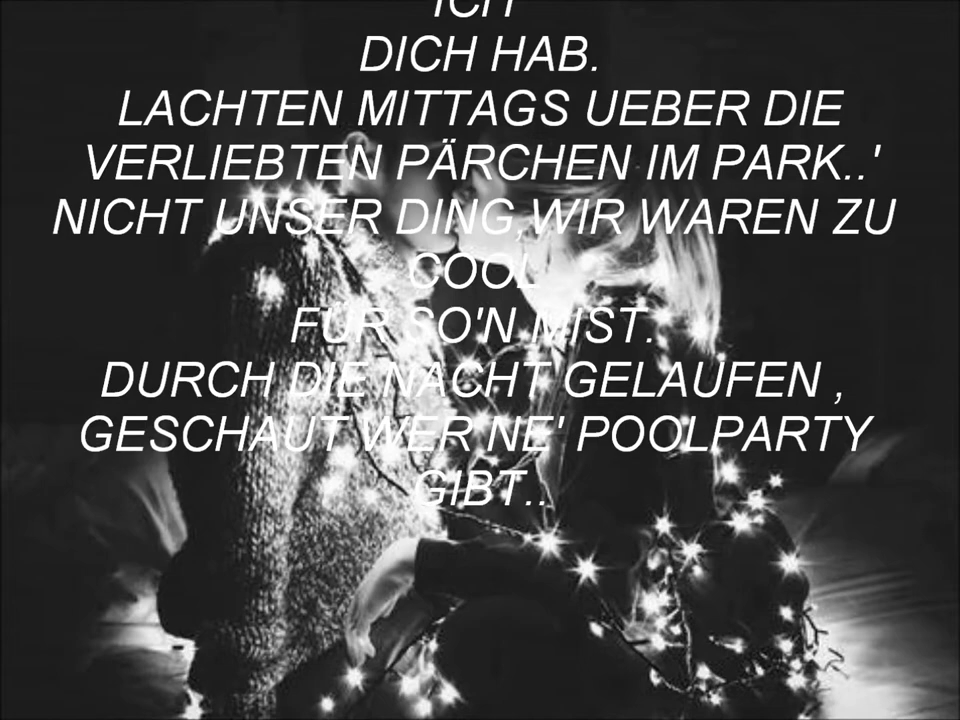 ICH
DICH HAB.
LACHTEN MITTAGS UEBER DIE
VERLIEBTEN PÄRCHEN IM PARK..'
NICHT UNSER DING,WIR WAREN ZU
COOL
FÜR SO'N MIST.
DURCH DIE NACHT GELAUFEN ,
GESCHAUT WER NE' POOLPARTY
GIBT..